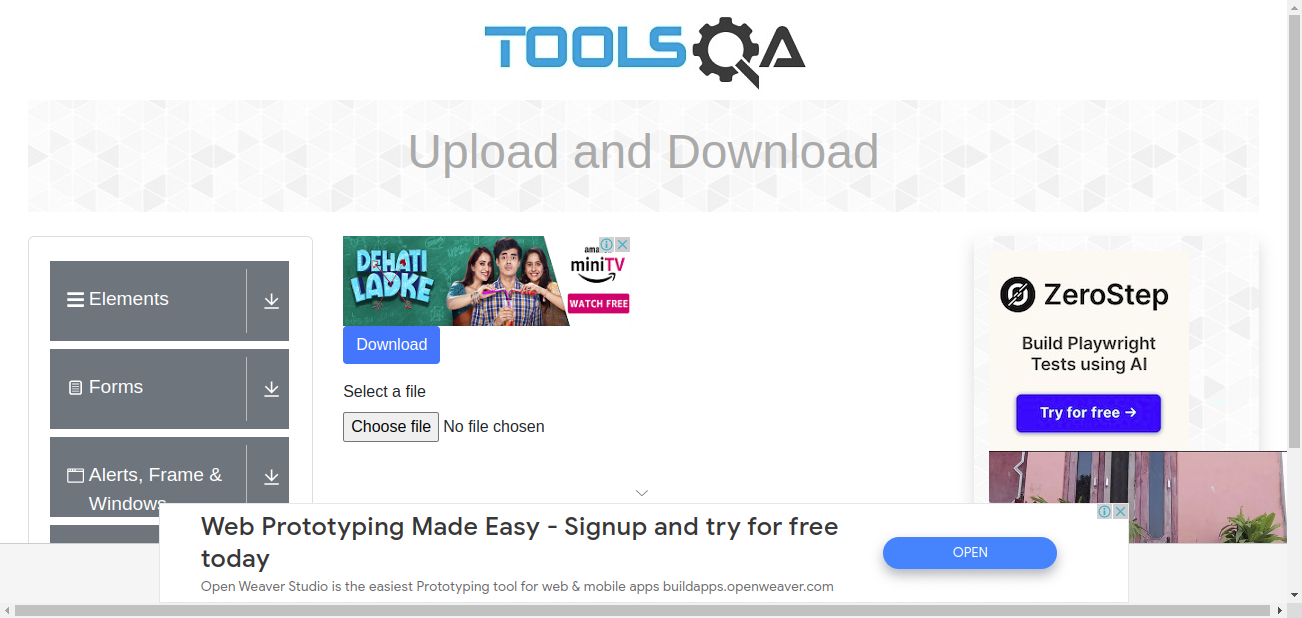 TOOLSQA
Upload and Download
Elements
Forms
Alerts, Frame &
Windows
DEHATI
LADKE
ama
miniTV
WATCH FREE
Download
Select a file
Choose file No file chosen
ZeroStep
Build Playwright
Tests using AI
Try for free →
Web Prototyping Made Easy - Signup and try for free
today
Open Weaver Studio is the easiest Prototyping tool for web & mobile apps buildapps.openweaver.com
OPEN